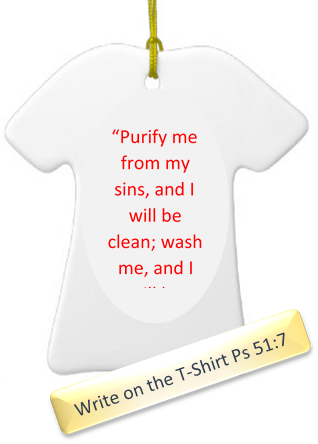 “Purify me
from my
sins, and I
will be
clean; wash
me, and I
Write on the T-Shirt Ps 51:7